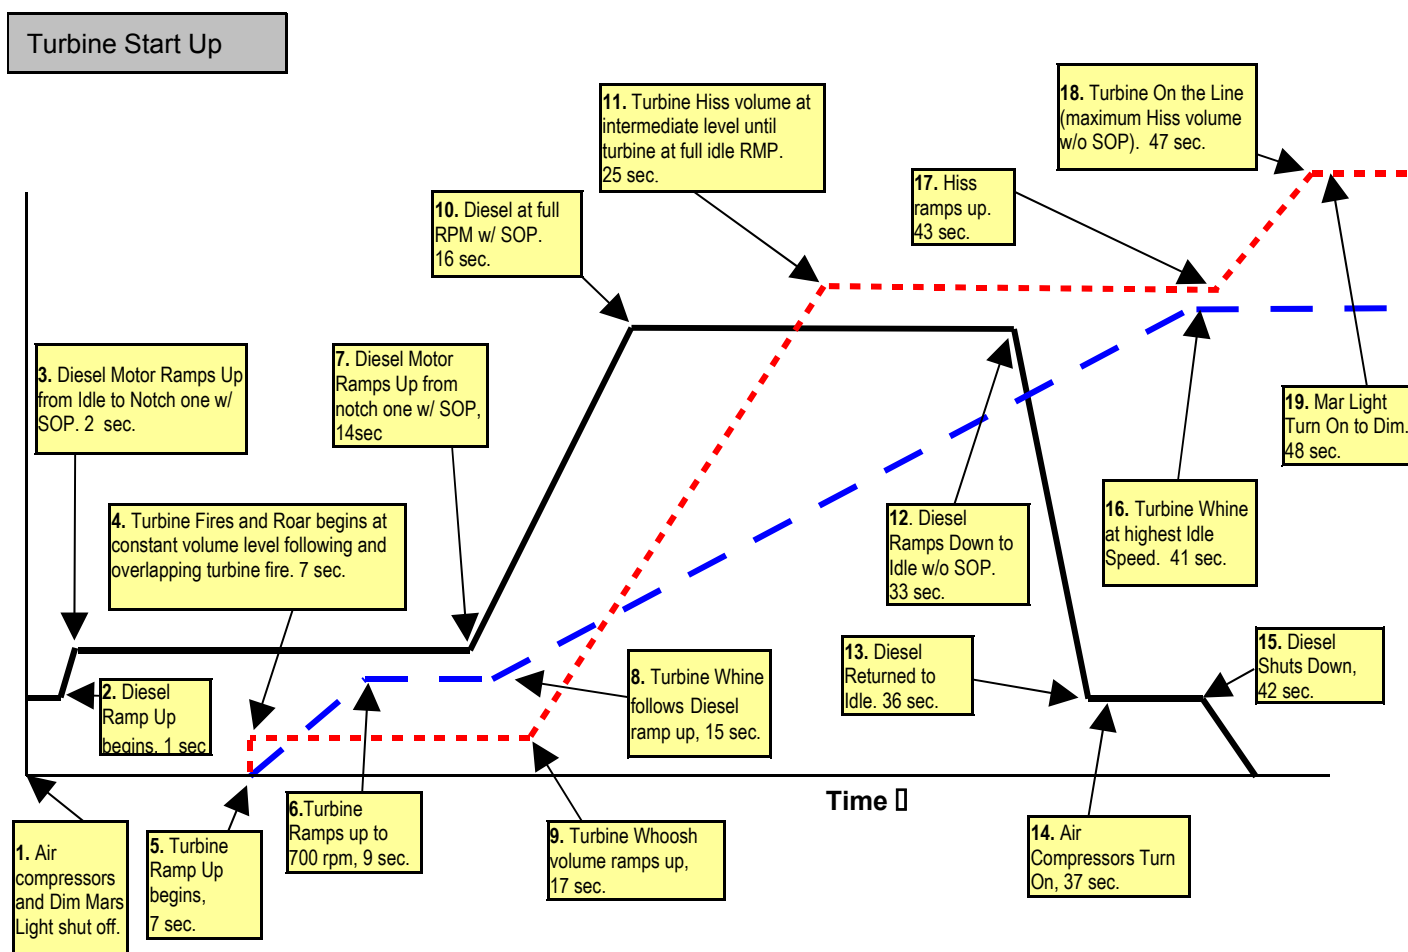 Turbine Start Up
18. Turbine On the Line
(maximum Hiss volume
w/o SOP).  47 sec.
11. Turbine Hiss volume at
intermediate level until
turbine at full idle RMP.
25 sec.
17. Hiss
ramps up.
43 sec.
10. Diesel at full
RPM w/ SOP.
16 sec.
3. Diesel Motor Ramps Up
from Idle to Notch one w/
SOP. 2  sec.
7. Diesel Motor
Ramps Up from
notch one w/ SOP,
14sec
19. Mar Light
Turn On to Dim.
48 sec.
4. Turbine Fires and Roar begins at
constant volume level following and
overlapping turbine fire. 7 sec.
12. Diesel
Ramps Down to
Idle w/o SOP.
33 sec.
16. Turbine Whine
at highest Idle
Speed.  41 sec.
2. Diesel
Ramp Up
begins. 1 sec
8. Turbine Whine
follows Diesel
ramp up, 15 sec.
13. Diesel
Returned to
Idle. 36 sec.
15. Diesel
Shuts Down,
42 sec.
Time ▯
1. Air
compressors
and Dim Mars
Light shut off.
5. Turbine
Ramp Up
begins,
7 sec.
6.Turbine
Ramps up to
700 rpm, 9 sec.
9. Turbine Whoosh
volume ramps up,
17 sec.
14. Air
Compressors Turn
On, 37 sec.